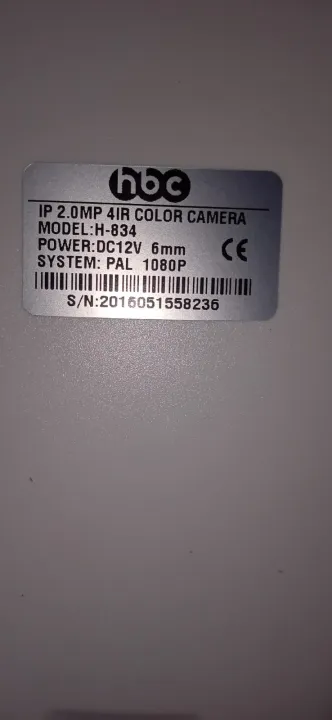 hbc
IP 2.0MP 4IR COLOR CAMERA
MODEL:H-834
POWER:DC12V 6mm
CE
SYSTEM: PAL 1080P
S/N:2016051558236